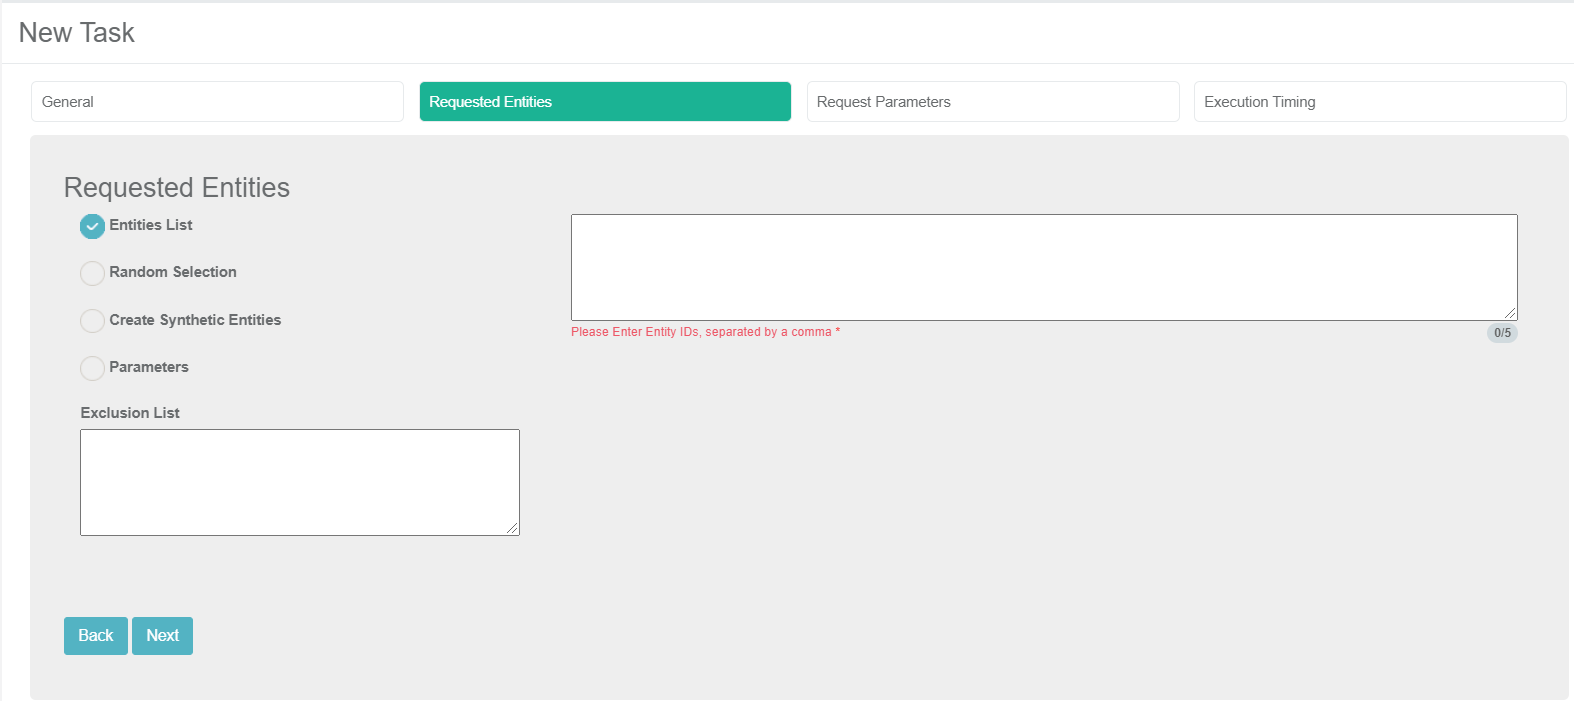 New Task
General
Requested Entities
Request Parameters
Execution Timing
Requested Entities
Entities List
Random Selection
Create Synthetic Entities
Parameters
Please Enter Entity IDs, separated by a comma *
0/5
Exclusion List
Back
Next